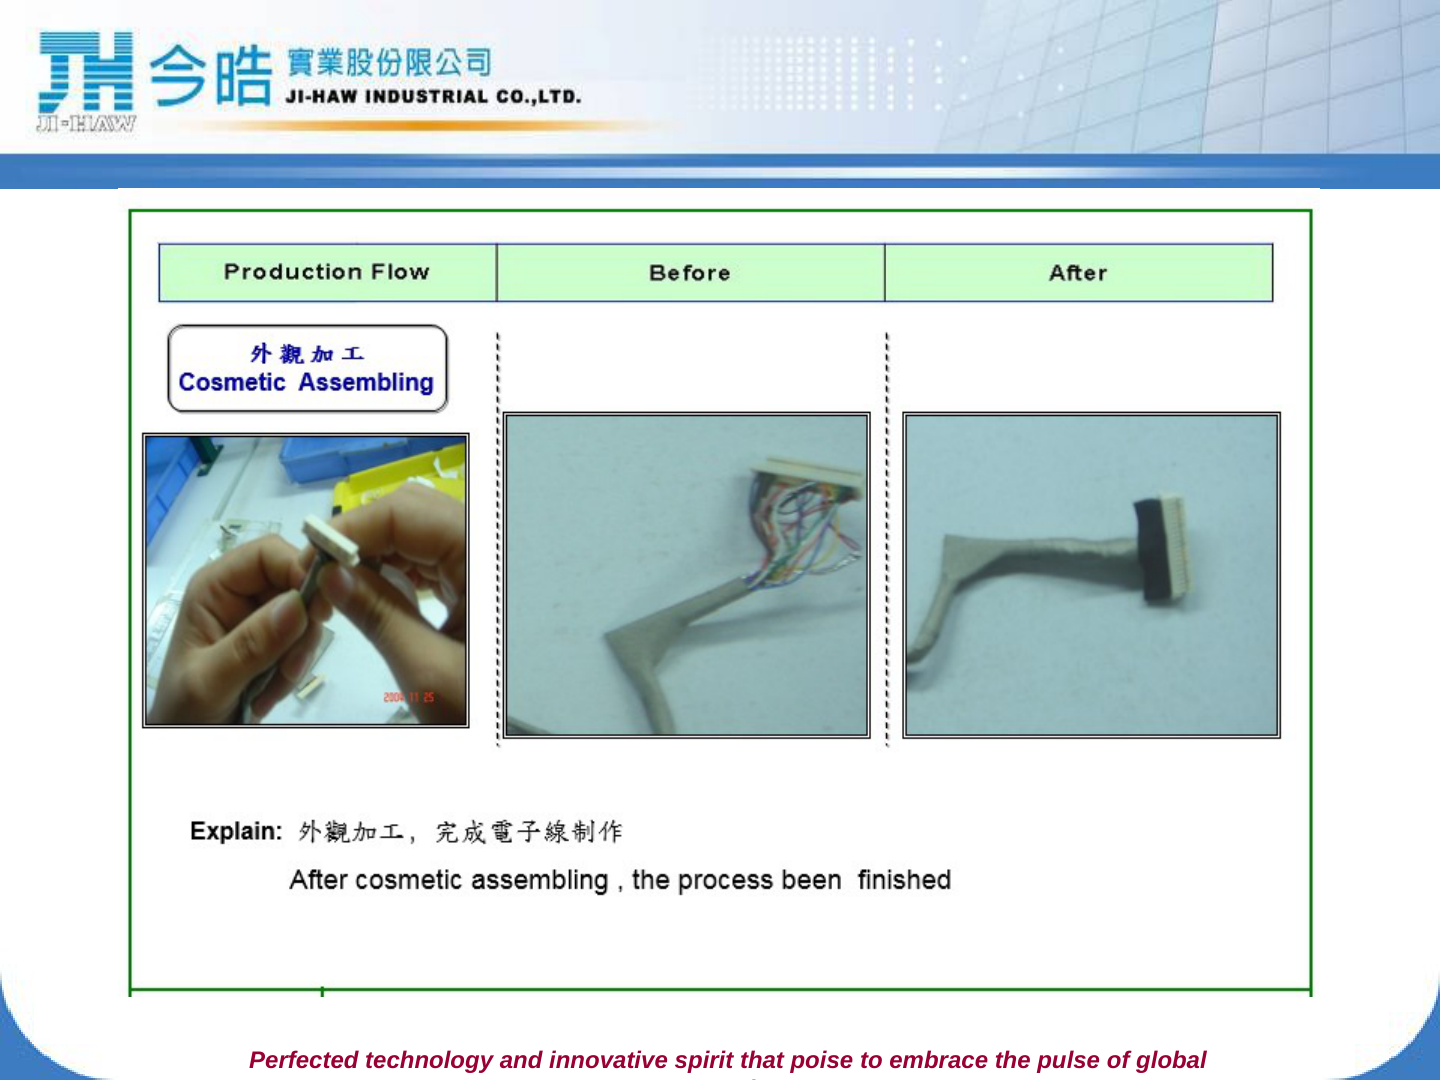 JH 今皓 實業股份限公司
JI-HAW INDUSTRIAL CO.,LTD.
JI-HAW
Production Flow Before After
外觀加工
Cosmetic Assembling
2004 11 25
Explain: 外觀加工, 完成電子線制作
After cosmetic assembling , the process been finished
Perfected technology and innovative spirit that poise to embrace the pulse of global